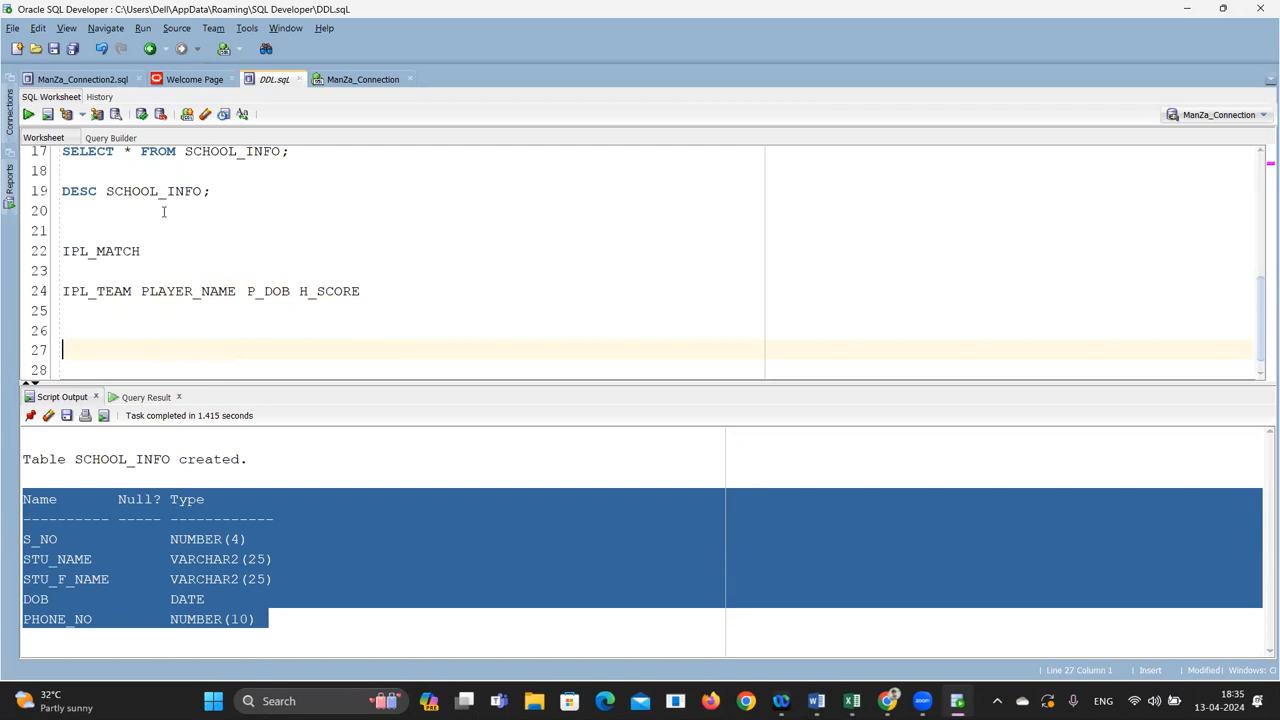 Oracle SQL Developer : C:\Users\Dell\AppData\Roaming\SQL Developer\DDL.sql
File Edit View Navigate Run Source Team Tools Window Help
ManZa_Connection2.sql Welcome Page DDL.sql ManZa_Connection
SQL Worksheet History
ManZa_Connection
Worksheet Query Builder
Connections
Reports
17 SELECT * FROM SCHOOL_INFO;
18
19 DESC SCHOOL_INFO;
20
21
22 IPL_MATCH
23
24 IPL_TEAM PLAYER_NAME P_DOB H_SCORE
25
26
27
28
Script Output Query Result
Task completed in 1.415 seconds
Table SCHOOL_INFO created.
Name Null? Type
---------- ----- ------------
S_NO NUMBER(4)
STU_NAME VARCHAR2(25)
STU_F_NAME VARCHAR2(25)
DOB DATE
PHONE_NO NUMBER(10)
Line 27 Column 1 Insert Modified Windows: C
32°C
Partly sunny
Search
PRE
ENG
18:35
13-04-2024